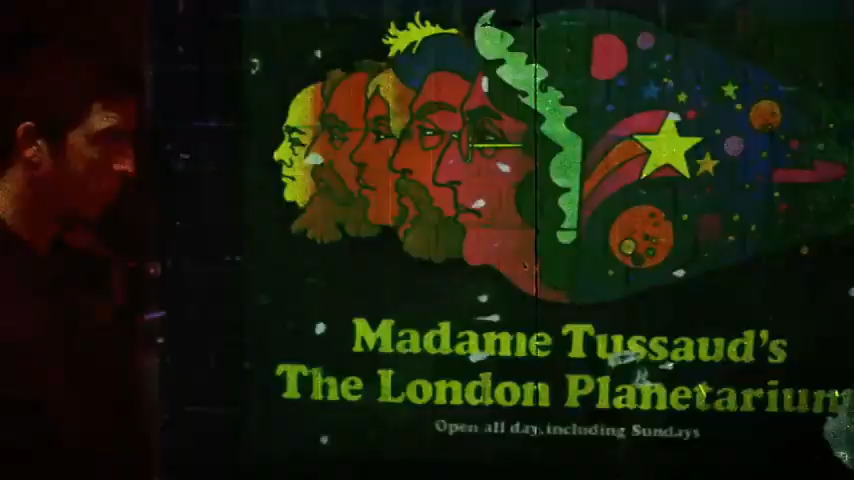 Madame Tussaud's
The London Planetarium
Open all day, including Sundays